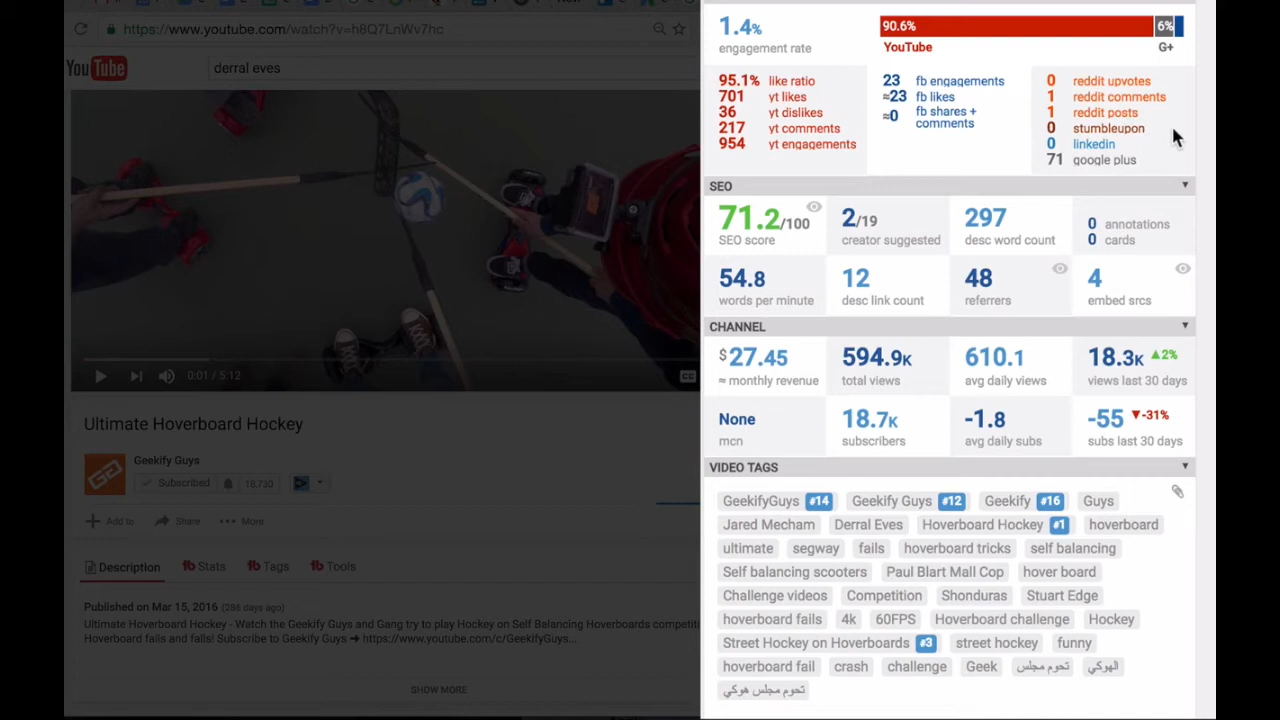 https://www.youtube.com/watch?v=h8Q7LnWv7hc
YouTube
derral eves
0:01 / 5:12
CC
Ultimate Hoverboard Hockey
Geekify Guys
Subscribed 18,730
Add to Share More
Description Stats Tags Tools
Published on Mar 15, 2016 (286 days ago)
Ultimate Hoverboard Hockey - Watch the Geekify Guys and Gang try to play Hockey on Self Balancing Hoverboards competit
Hoverboard fails and falls! Subscribe to Geekify Guys ➜ https://www.youtube.com/c/GeekifyGuys...
SHOW MORE
1.4%
engagement rate
90.6% 6%
YouTube G+
95.1% like ratio
701 yt likes
36 yt dislikes
217 yt comments
954 yt engagements
23 fb engagements
≈23 fb likes
≈0 fb shares +
comments
0 reddit upvotes
1 reddit comments
1 reddit posts
0 stumbleupon
0 linkedin
71 google plus
SEO
71.2/100
SEO score
2/19
creator suggested
297
desc word count
0 annotations
0 cards
54.8
words per minute
12
desc link count
48
referrers
4
embed srcs
CHANNEL
$27.45
≈ monthly revenue
594.9K
total views
610.1
avg daily views
18.3K ▲2%
views last 30 days
None
mcn
18.7K
subscribers
-1.8
avg daily subs
-55 ▼-31%
subs last 30 days
VIDEO TAGS
GeekifyGuys #14 Geekify Guys #12 Geekify #16 Guys
Jared Mecham Derral Eves Hoverboard Hockey #1 hoverboard
ultimate segway fails hoverboard tricks self balancing
Self balancing scooters Paul Blart Mall Cop hover board
Challenge videos Competition Shonduras Stuart Edge
hoverboard fails 4k 60FPS Hoverboard challenge Hockey
Street Hockey on Hoverboards #3 street hockey funny
hoverboard fail crash challenge Geek تحوم مجلس الهوكي
تحوم مجلس هوكي